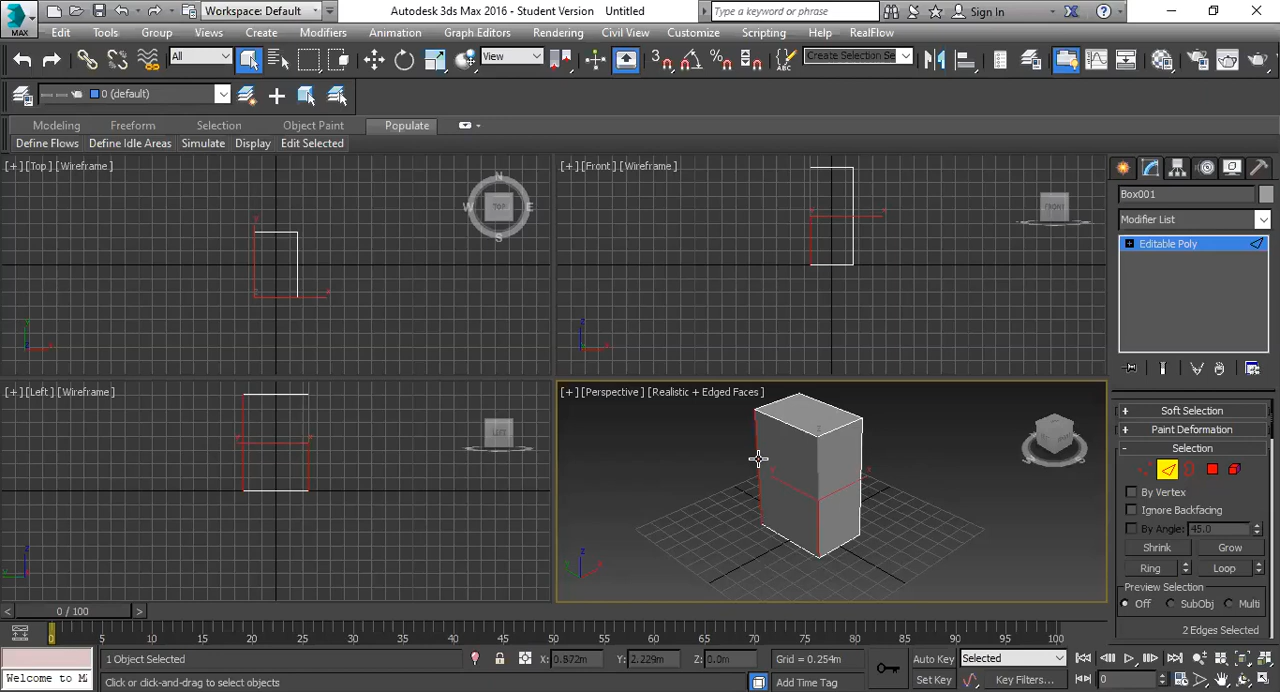 MAX
Workspace: Default
Autodesk 3ds Max 2016 - Student Version Untitled
Type a keyword or phrase
Sign In
Edit Tools Group Views Create Modifiers Animation Graph Editors Rendering Civil View Customize Scripting Help RealFlow
All
View
Create Selection Se
0 (default)
Modeling Freeform Selection Object Paint Populate
Define Flows Define Idle Areas Simulate Display Edit Selected
[+] [Top] [Wireframe]
N
W TOP E
S
[+] [Front] [Wireframe]
FRONT
[+] [Left] [Wireframe]
LEFT
[+] [Perspective] [Realistic + Edged Faces]
Box001
Modifier List
Editable Poly
+ Soft Selection
+ Paint Deformation
- Selection
By Vertex
Ignore Backfacing
By Angle: 45.0
Shrink Grow
Ring Loop
Preview Selection
Off SubObj Multi
2 Edges Selected
< 0 / 100 >
0 5 10 15 20 25 30 35 40 45 50 55 60 65 70 75 80 85 90 95 100
1 Object Selected
X: 0.872m Y: 2.229m Z: 0.0m
Grid = 0.254m
Auto Key Selected
Welcome to M
Click or click-and-drag to select objects
Add Time Tag
Set Key Key Filters...
0